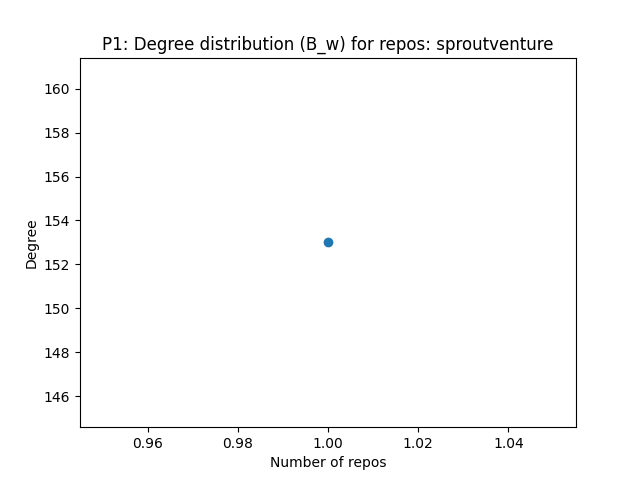 P1: Degree distribution (B_w) for repos: sproutventure
160
158
156
154
152
150
148
146
Degree
0.96 0.98 1.00 1.02 1.04
Number of repos